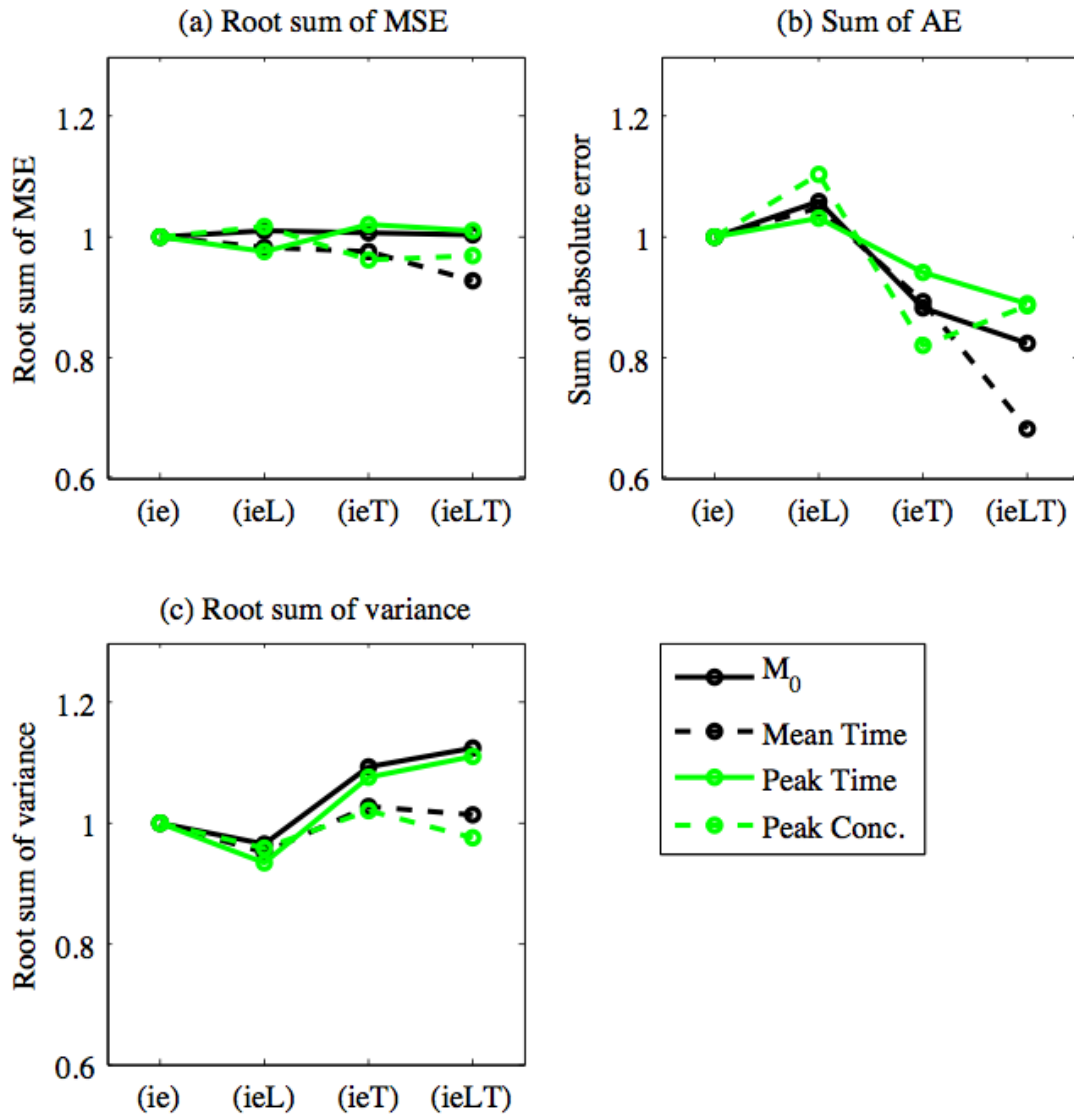 (a) Root sum of MSE
Root sum of MSE
1.2
1
0.8
0.6
(ie) (ieL) (ieT) (ieLT)
(b) Sum of AE
Sum of absolute error
1.2
1
0.8
0.6
(ie) (ieL) (ieT) (ieLT)
(c) Root sum of variance
Root sum of variance
1.2
1
0.8
0.6
(ie) (ieL) (ieT) (ieLT)
M0
Mean Time
Peak Time
Peak Conc.